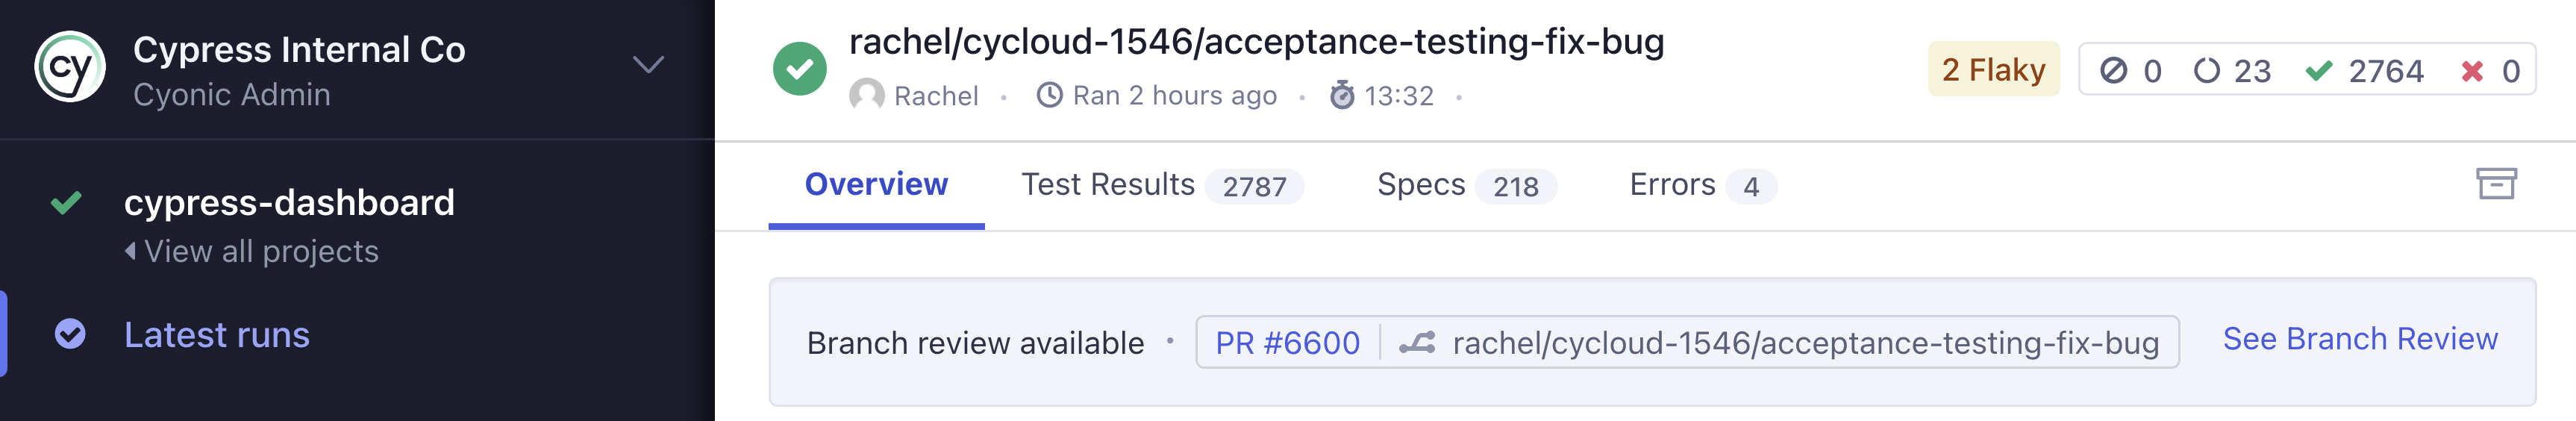 cy
Cypress Internal Co
Cyonic Admin
cypress-dashboard
View all projects
Latest runs
rachel/cycloud-1546/acceptance-testing-fix-bug
Rachel · Ran 2 hours ago · 13:32 ·
2 Flaky 0 23 2764 0
Overview Test Results 2787 Specs 218 Errors 4
Branch review available · PR #6600 rachel/cycloud-1546/acceptance-testing-fix-bug See Branch Review